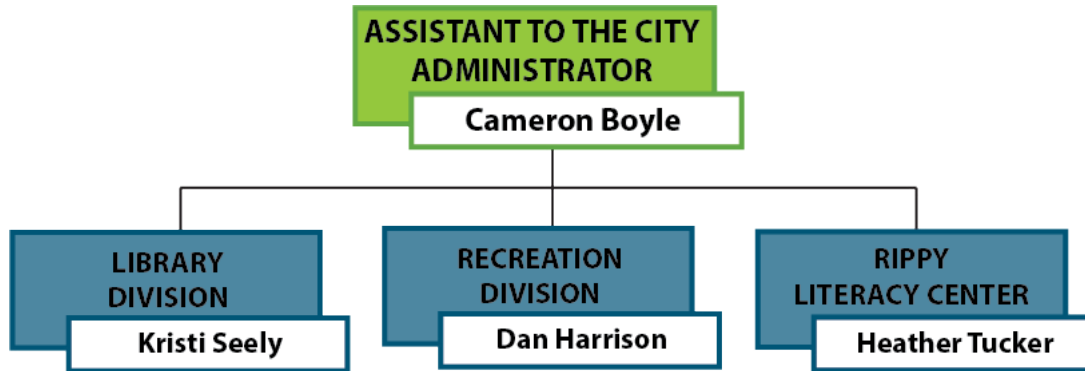 ASSISTANT TO THE CITY
ADMINISTRATOR
Cameron Boyle
LIBRARY
DIVISION
Kristi Seely
RECREATION
DIVISION
Dan Harrison
RIPPY
LITERACY CENTER
Heather Tucker